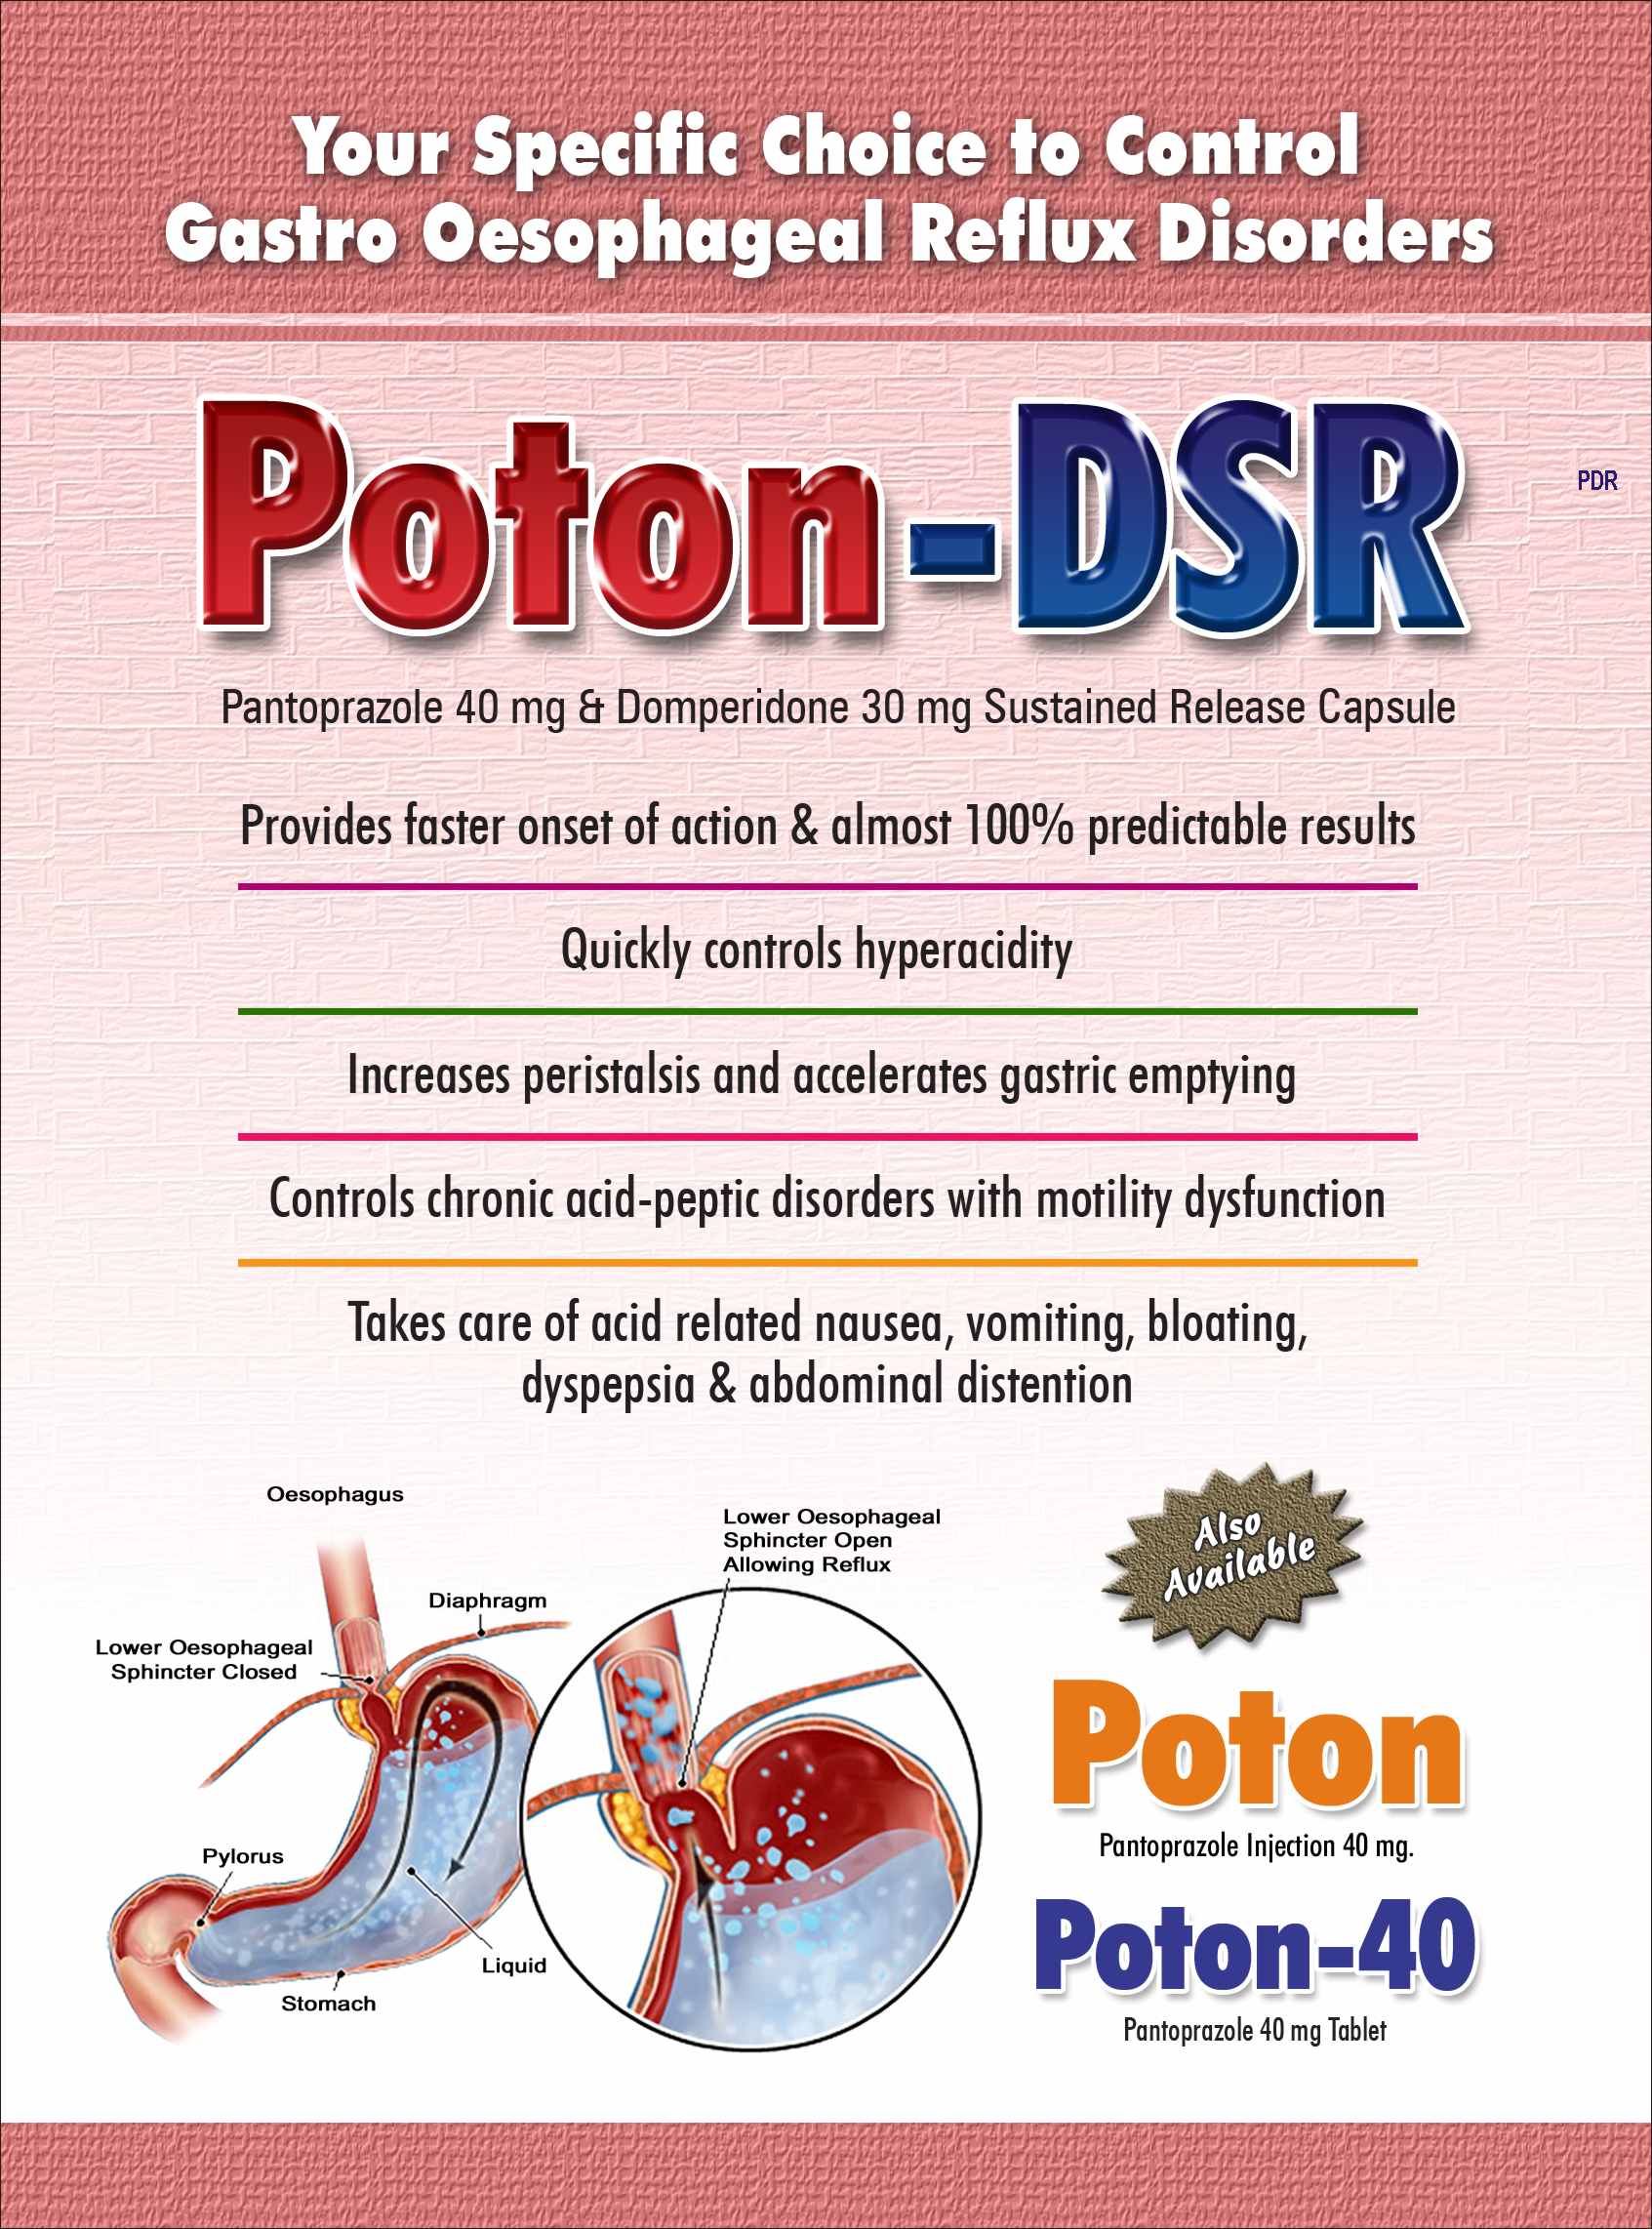 Your Specific Choice to Control
Gastro Oesophageal Reflux Disorders
Poton-DSR
PDR
Pantoprazole 40 mg & Domperidone 30 mg Sustained Release Capsule
Provides faster onset of action & almost 100% predictable results
Quickly controls hyperacidity
Increases peristalsis and accelerates gastric emptying
Controls chronic acid-peptic disorders with motility dysfunction
Takes care of acid related nausea, vomiting, bloating,
dyspepsia & abdominal distention
Oesophagus
Diaphragm
Lower Oesophageal
Sphincter Closed
Pylorus
Liquid
Stomach
Lower Oesophageal
Sphincter Open
Allowing Reflux
Also
Available
Poton
Pantoprazole Injection 40 mg.
Poton-40
Pantoprazole 40 mg Tablet